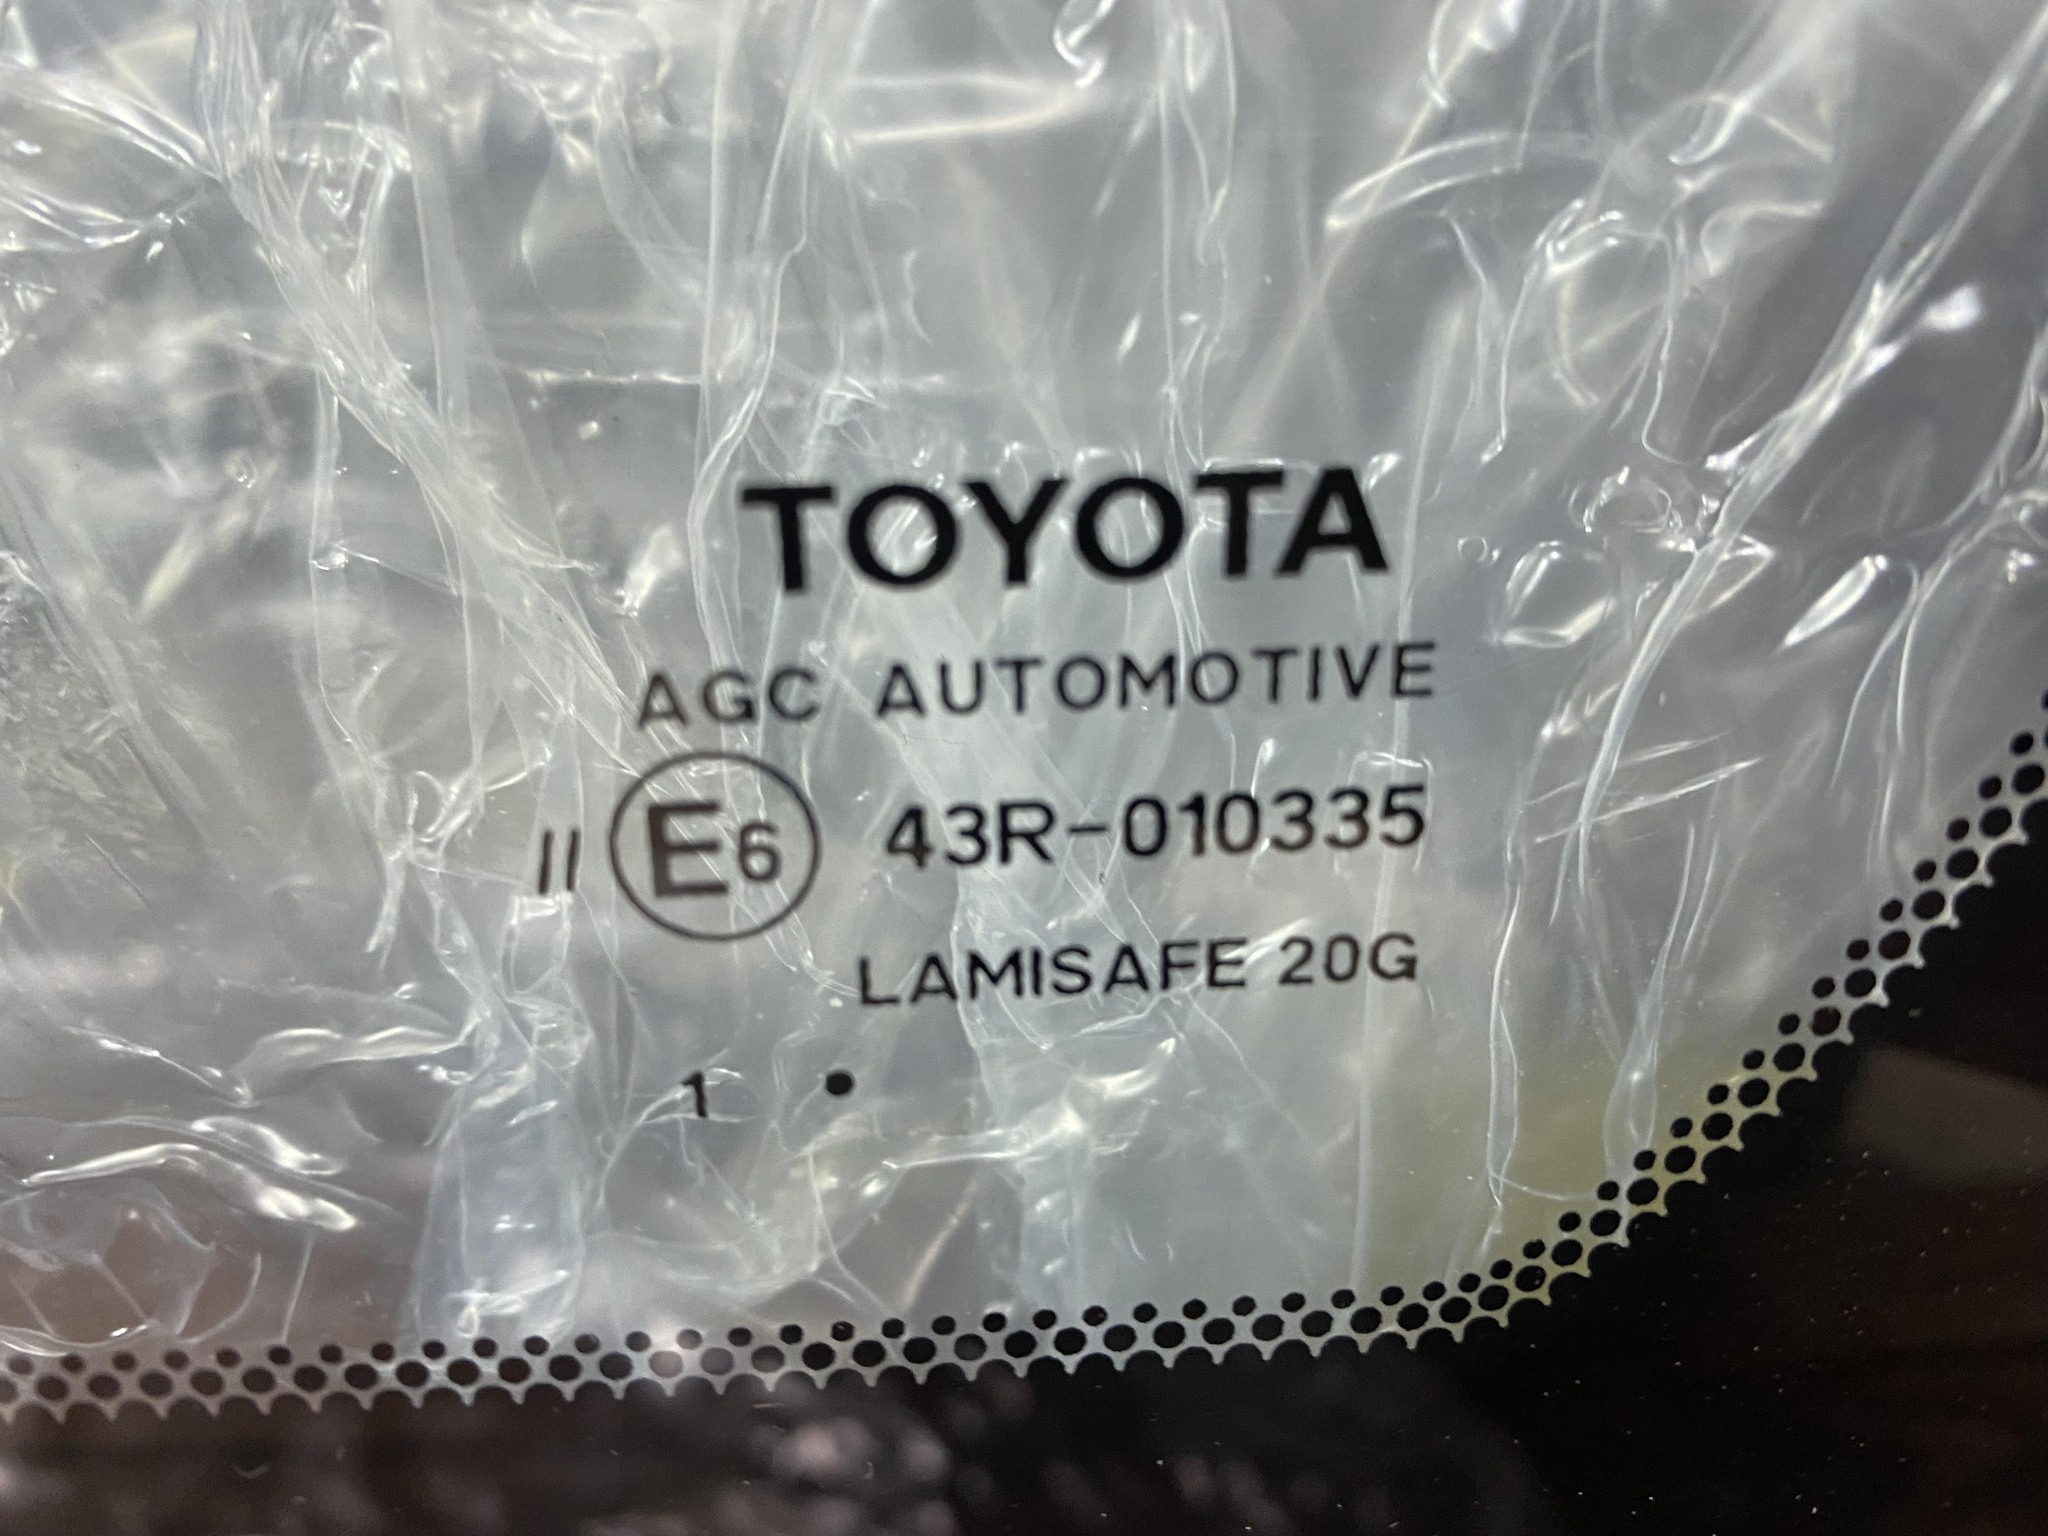 TOYOTA
AGC AUTOMOTIVE
II E6 43R-010335
LAMISAFE 20G
1 •